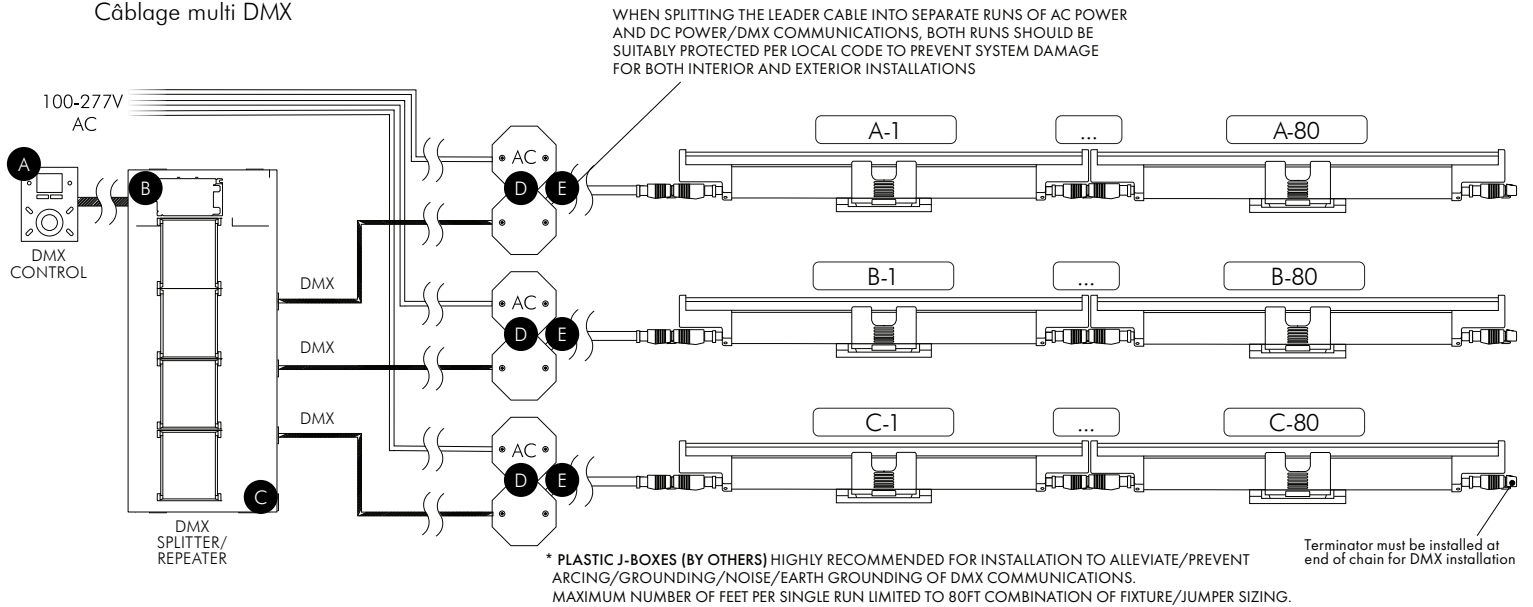 Câblage multi DMX
WHEN SPLITTING THE LEADER CABLE INTO SEPARATE RUNS OF AC POWER
AND DC POWER/DMX COMMUNICATIONS, BOTH RUNS SHOULD BE
SUITABLY PROTECTED PER LOCAL CODE TO PREVENT SYSTEM DAMAGE
FOR BOTH INTERIOR AND EXTERIOR INSTALLATIONS
100-277V
AC
A
DMX
CONTROL
B
C
DMX
SPLITTER/
REPEATER
DMX
DMX
DMX
AC
D
E
A-1
...
A-80
AC
D
E
B-1
...
B-80
AC
D
E
C-1
...
C-80
Terminator must be installed at
end of chain for DMX installation
* PLASTIC J-BOXES (BY OTHERS) HIGHLY RECOMMENDED FOR INSTALLATION TO ALLEVIATE/PREVENT
ARCING/GROUNDING/NOISE/EARTH GROUNDING OF DMX COMMUNICATIONS.
MAXIMUM NUMBER OF FEET PER SINGLE RUN LIMITED TO 80FT COMBINATION OF FIXTURE/JUMPER SIZING.